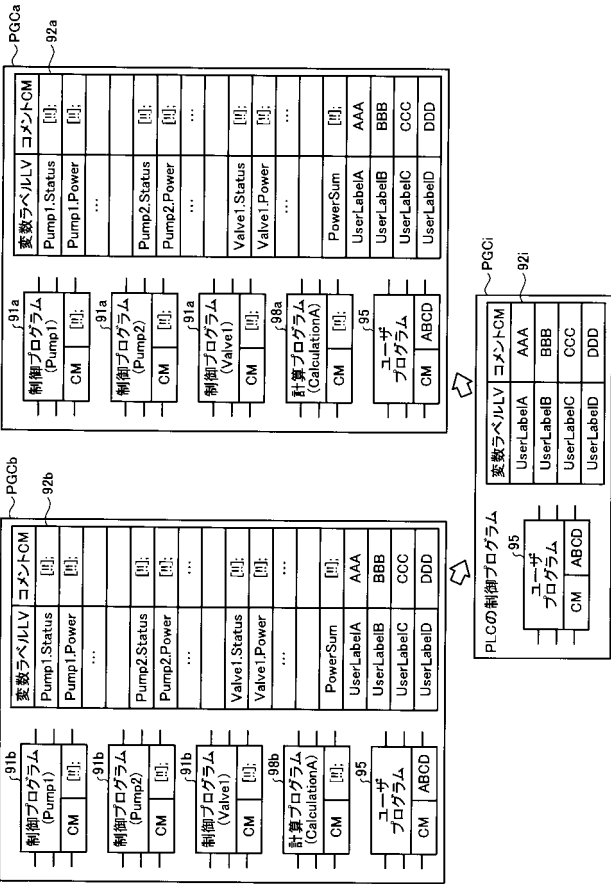 PGCb
91b
制御プログラム
(Pump1)
CM [!!];
91b
制御プログラム
(Pump2)
CM [!!];
91b
制御プログラム
(Valve1)
CM [!!];
98b
計算プログラム
(CalculationA)
CM [!!];
95
ユーザ
プログラム
CM ABCD
92b
変数ラベルLV コメントCM
Pump1.Status [!!];
Pump1.Power [!!];
...
Pump2.Status [!!];
Pump2.Power [!!];
... ...
Valve1.Status [!!];
Valve1.Power [!!];
... ...
PowerSum [!!];
UserLabelA AAA
UserLabelB BBB
UserLabelC CCC
UserLabelD DDD
PGCa
91a
制御プログラム
(Pump1)
CM [!!];
91a
制御プログラム
(Pump2)
CM [!!];
91a
制御プログラム
(Valve1)
CM [!!];
98a
計算プログラム
(CalculationA)
CM [!!];
95
ユーザ
プログラム
CM ABCD
92a
変数ラベルLV コメントCM
Pump1.Status [!!];
Pump1.Power [!!];
...
Pump2.Status [!!];
Pump2.Power [!!];
... ...
Valve1.Status [!!];
Valve1.Power [!!];
... ...
PowerSum [!!];
UserLabelA AAA
UserLabelB BBB
UserLabelC CCC
UserLabelD DDD
PGCi
PLCの制御プログラム
95
ユーザ
プログラム
CM ABCD
92i
変数ラベルLV コメントCM
UserLabelA AAA
UserLabelB BBB
UserLabelC CCC
UserLabelD DDD